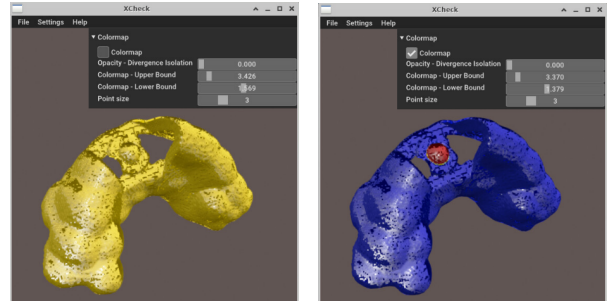 XCheck
File Settings Help
Colormap
Colormap
Opacity - Divergence Isolation 0.000
Colormap - Upper Bound 3.426
Colormap - Lower Bound
Point size 3
XCheck
File Settings Help
Colormap
Colormap
Opacity - Divergence Isolation 0.000
Colormap - Upper Bound 3.370
Colormap - Lower Bound
Point size 3